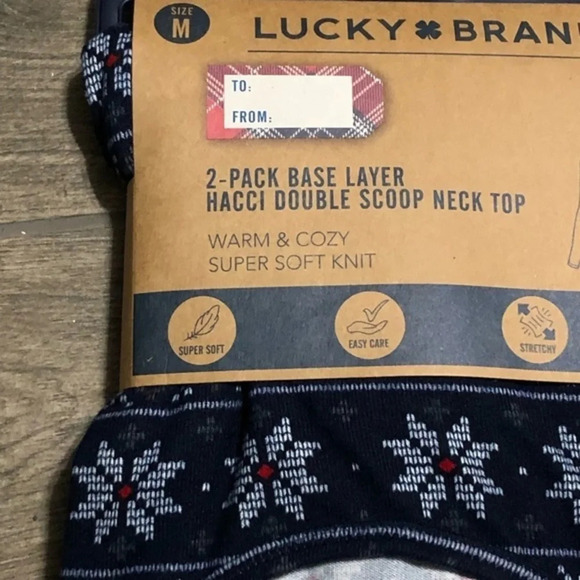 SIZE
M
LUCKY BRAN
TO:
FROM:
2-PACK BASE LAYER
HACCI DOUBLE SCOOP NECK TOP
WARM & COZY
SUPER SOFT KNIT
SUPER SOFT
EASY CARE
STRETCHY